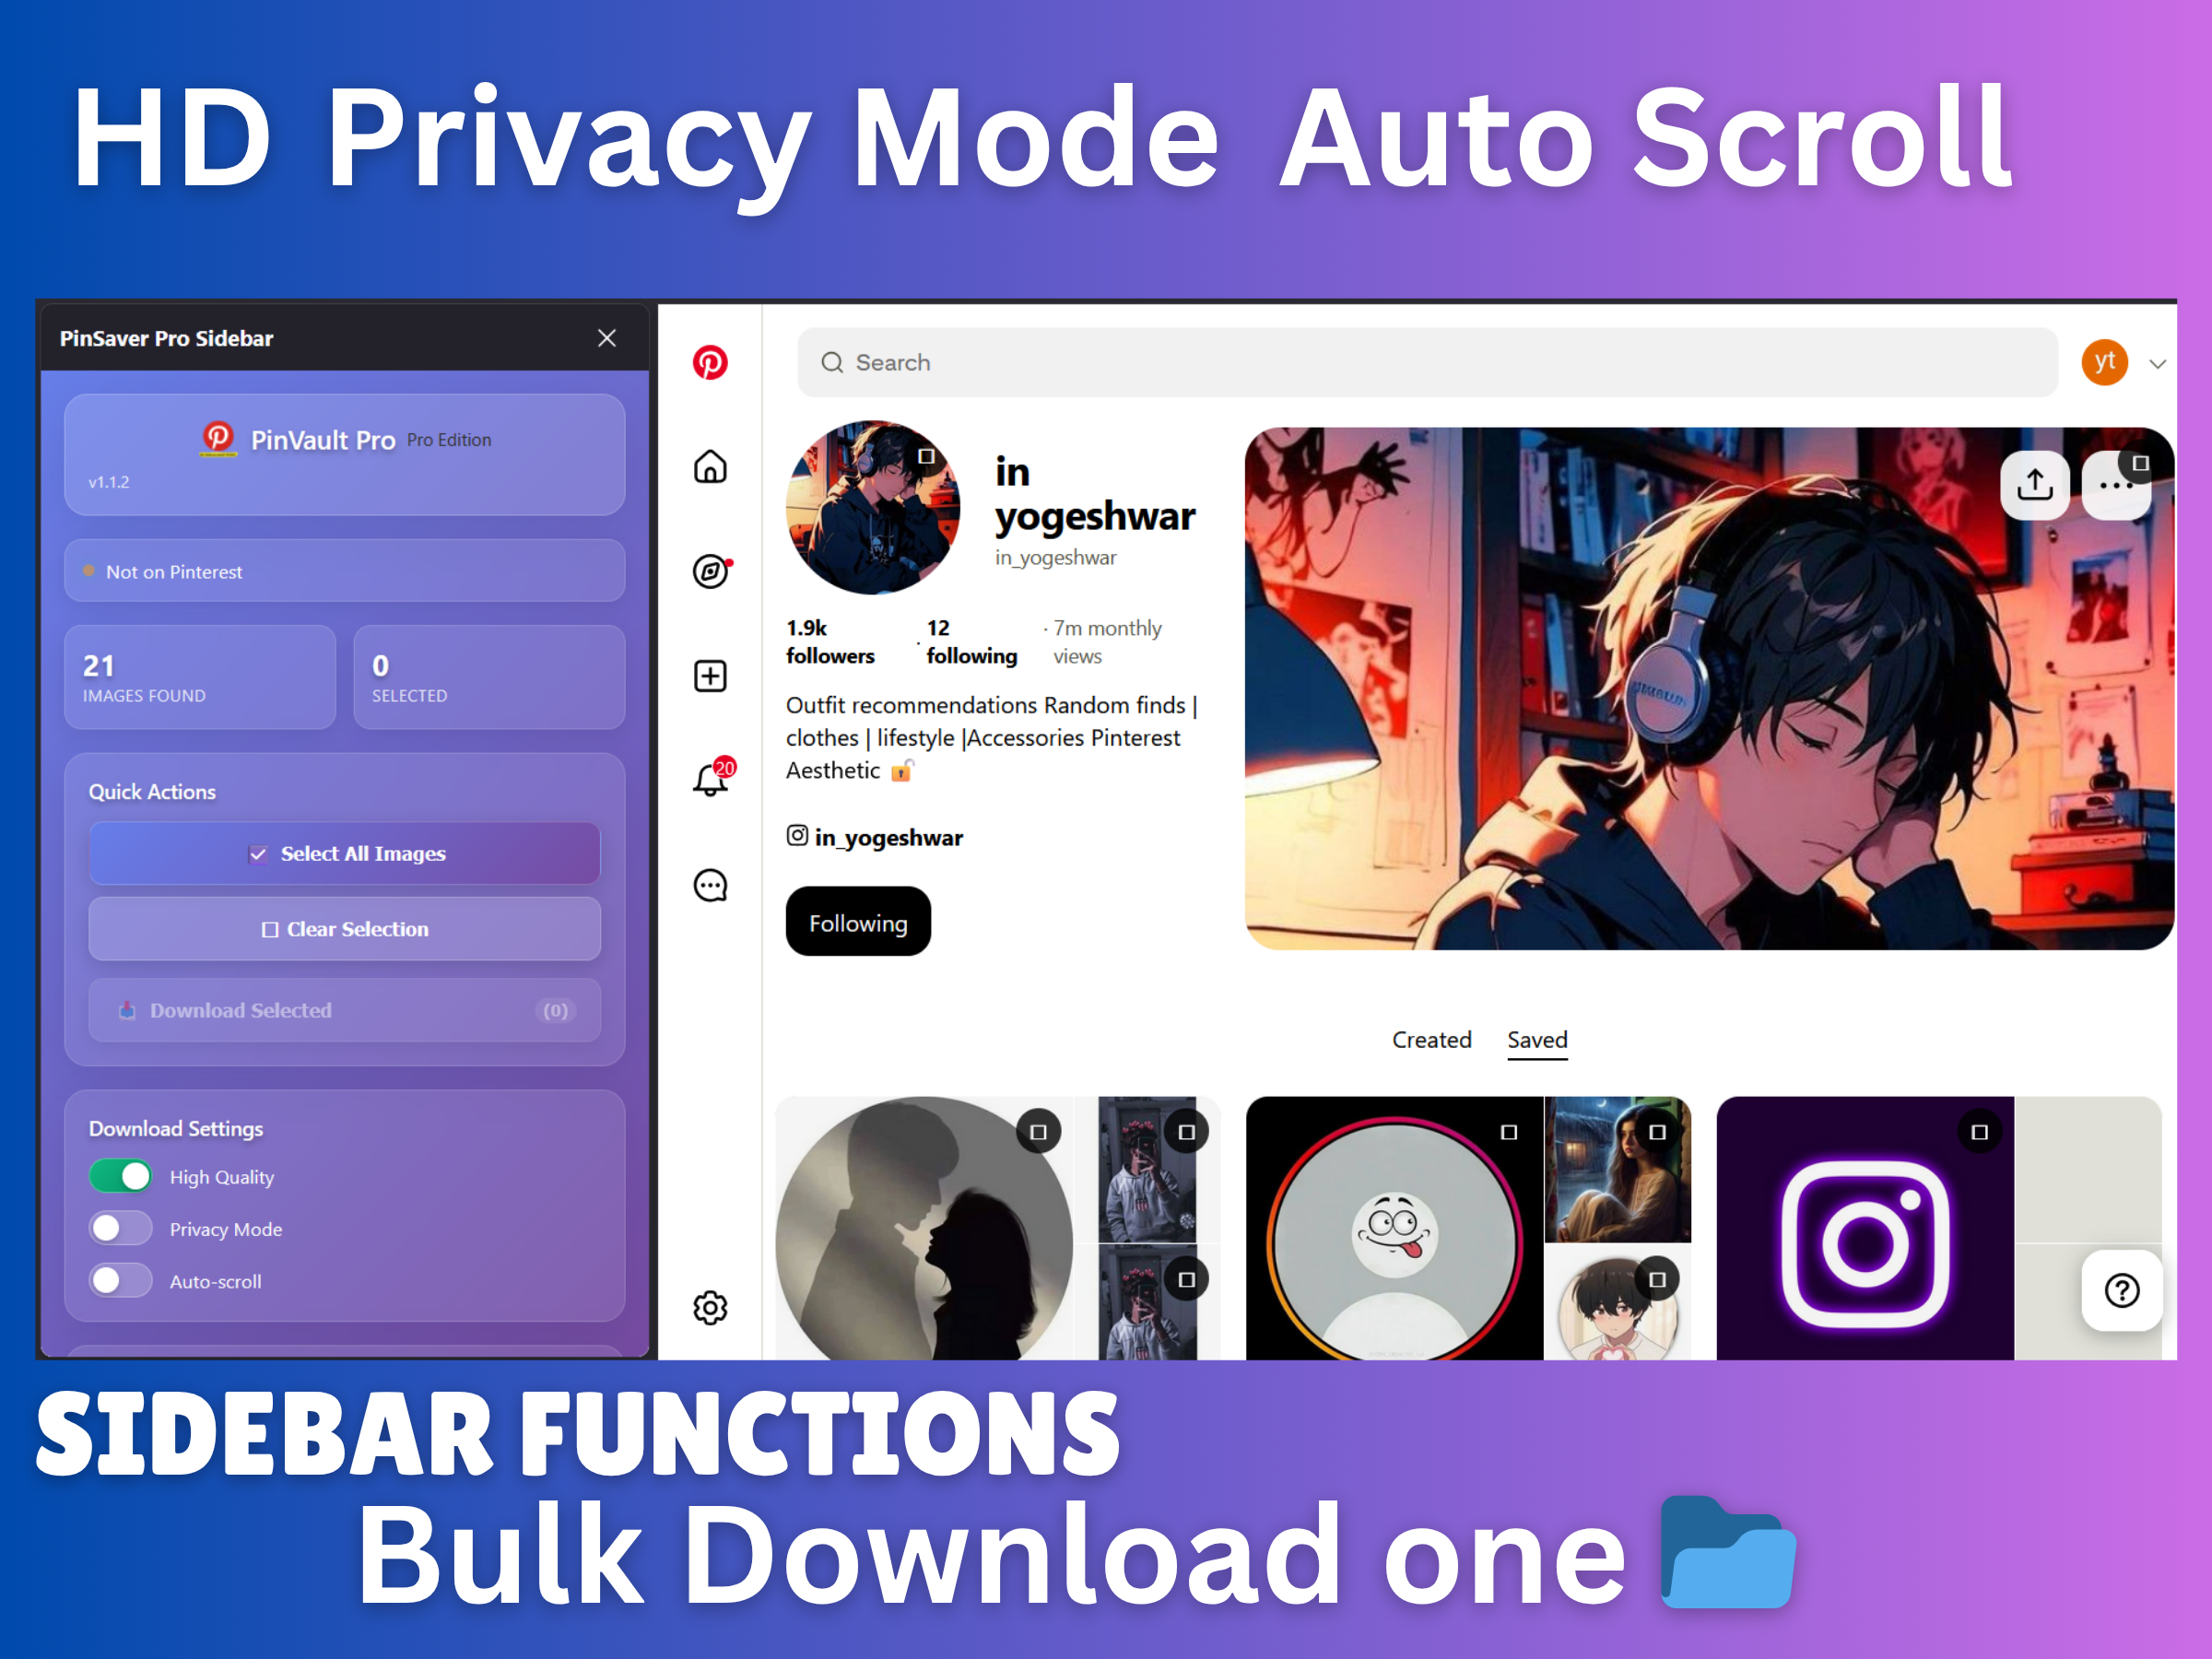 HD Privacy Mode Auto Scroll
PinSaver Pro Sidebar
PinVault Pro Pro Edition
v1.1.2
Not on Pinterest
21
IMAGES FOUND
0
SELECTED
Quick Actions
Select All Images
Clear Selection
Download Selected (0)
Download Settings
High Quality
Privacy Mode
Auto-scroll
20
Search
yt
in
yogeshwar
in_yogeshwar
1.9k
followers
· 12
following
· 7m monthly
views
Outfit recommendations Random finds |
clothes | lifestyle |Accessories Pinterest
Aesthetic 🔓
in_yogeshwar
Following
Created Saved
SIDEBAR FUNCTIONS
Bulk Download one